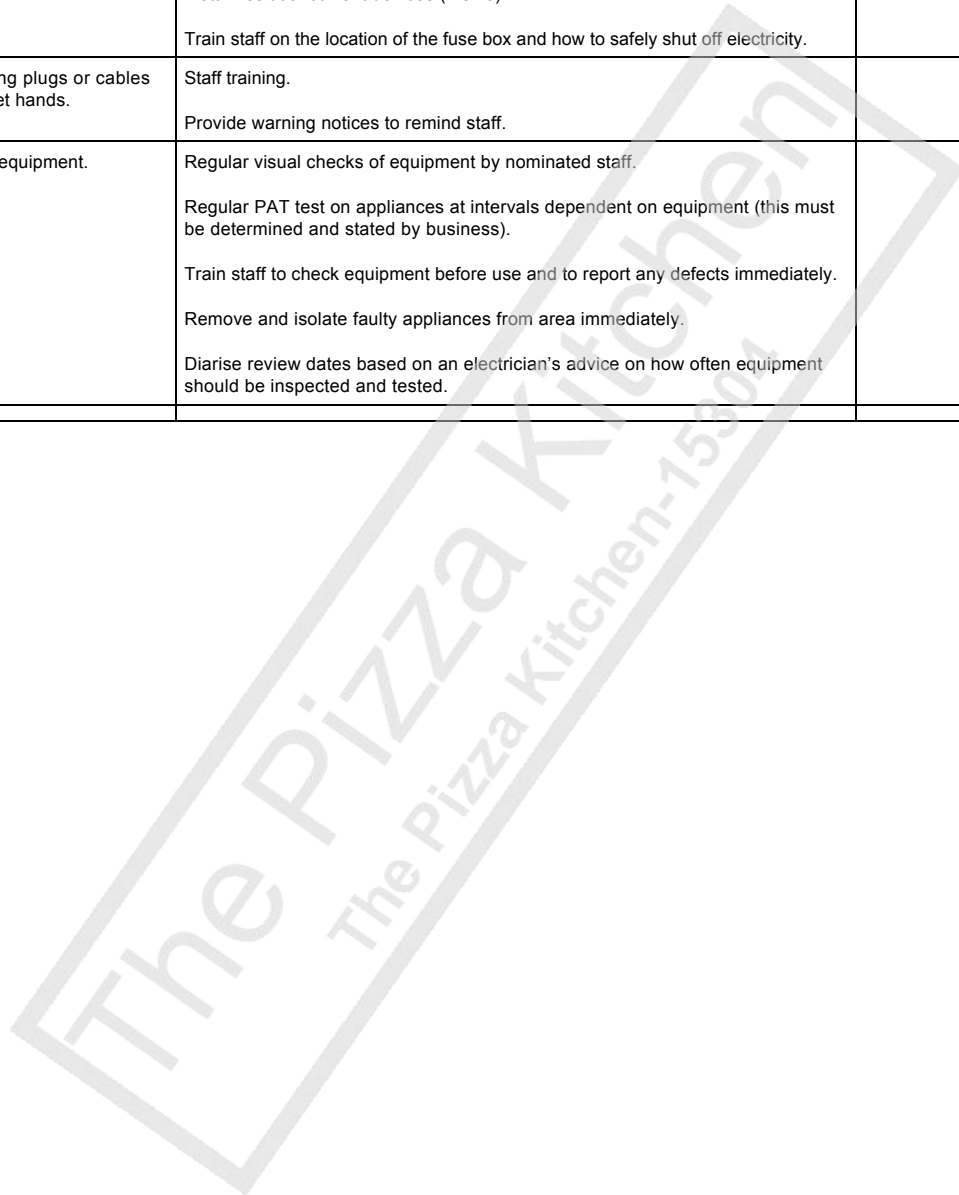 Train staff on the location of the fuse box and how to safely shut off electricity.
ng plugs or cables
et hands.
Staff training.
Provide warning notices to remind staff.
equipment.
Regular visual checks of equipment by nominated staff.
Regular PAT test on appliances at intervals dependent on equipment (this must
be determined and stated by business).
Train staff to check equipment before use and to report any defects immediately.
Remove and isolate faulty appliances from area immediately.
Diarise review dates based on an electrician's advice on how often equipment
should be inspected and tested.
The Pizza Kitchen
The Pizza Kitchen-15304